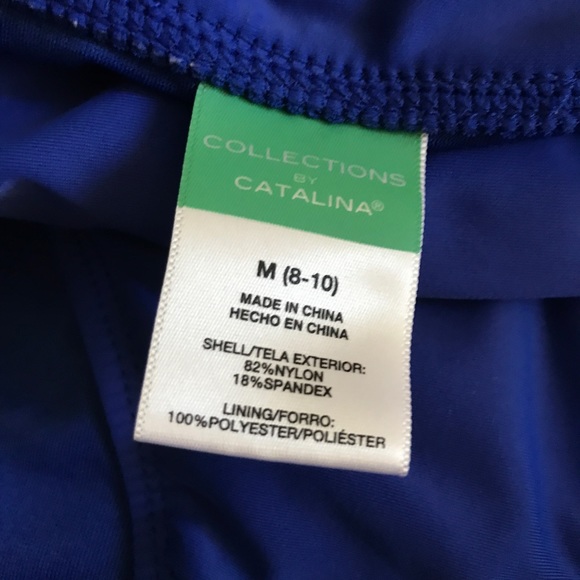 COLLECTIONS
BY
CATALINA®
M (8-10)
MADE IN CHINA
HECHO EN CHINA
SHELL/TELA EXTERIOR:
82%NYLON
18%SPANDEX
LINING/FORRO:
100%POLYESTER/POLIÉSTER